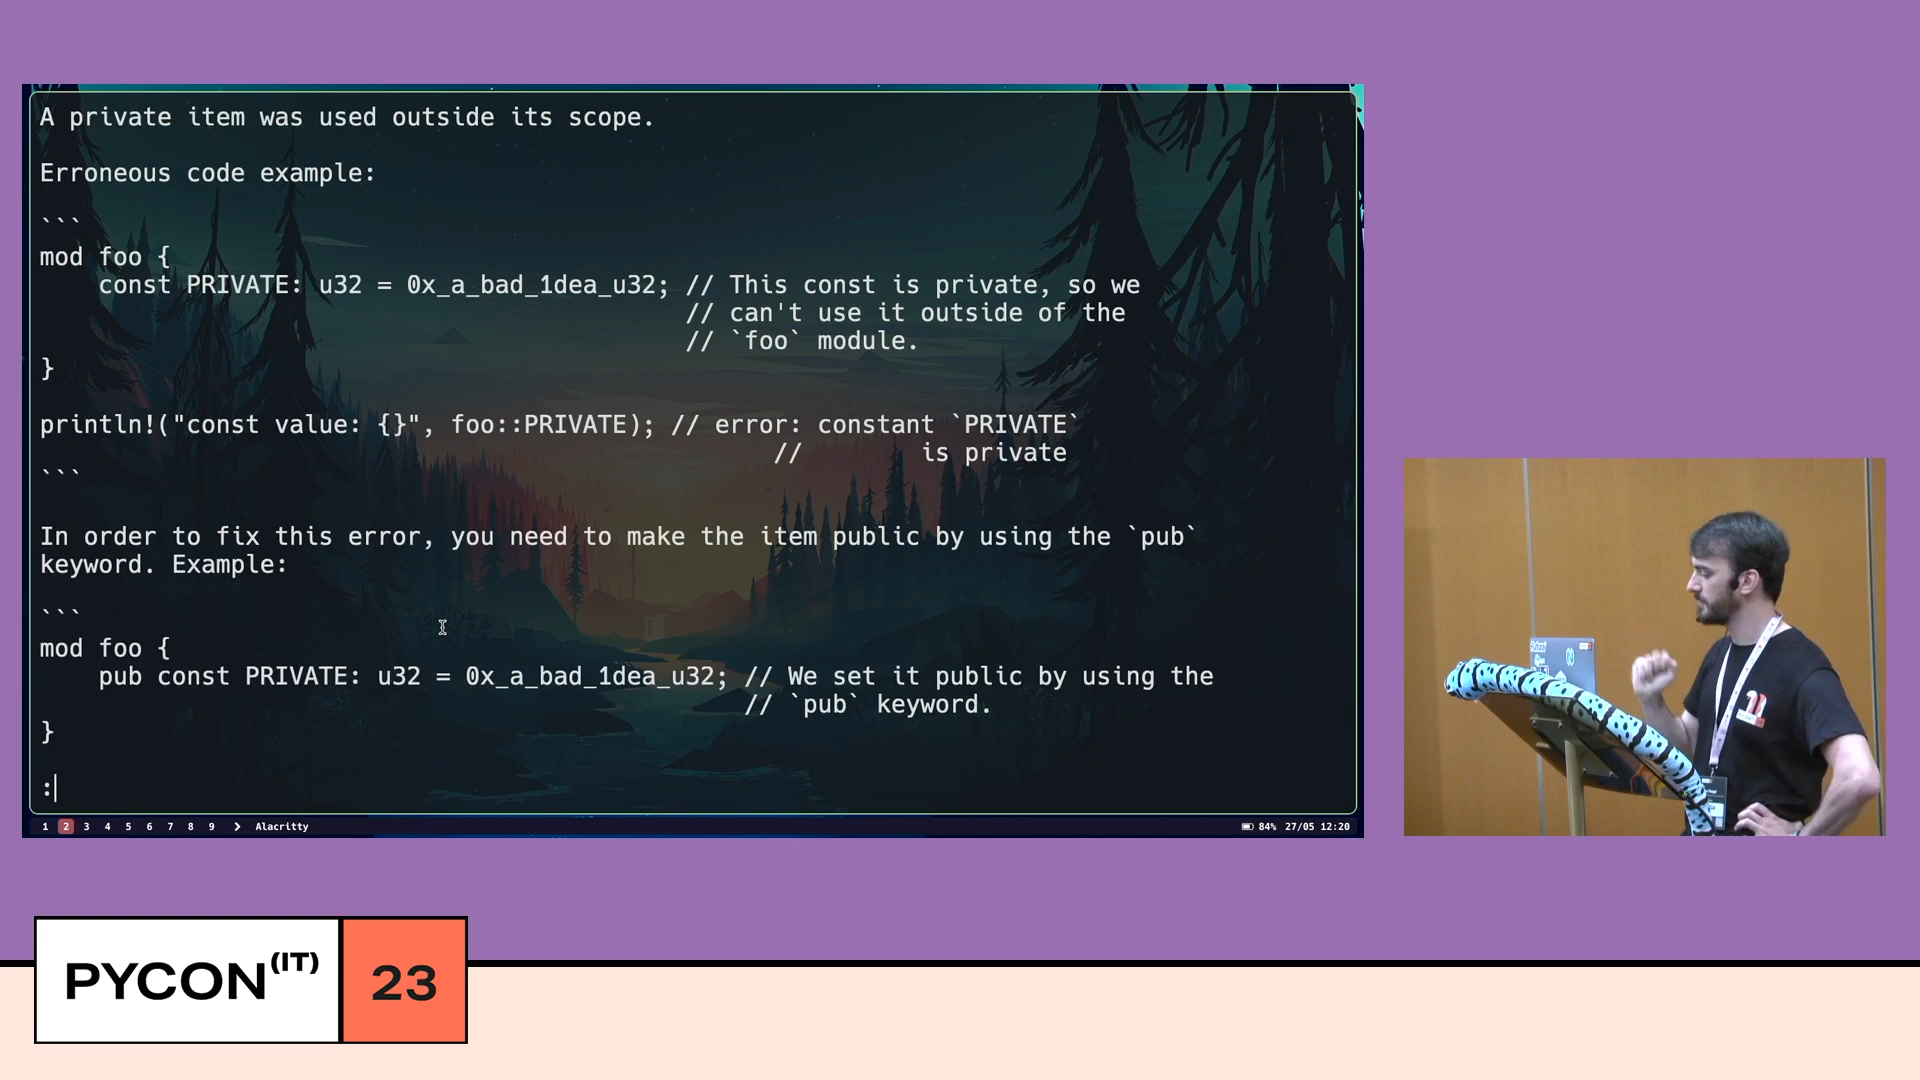 A private item was used outside its scope.
Erroneous code example:
```
mod foo {
    const PRIVATE: u32 = 0x_a_bad_1dea_u32; // This const is private, so we
                                            // can't use it outside of the
                                            // `foo` module.
}
println!("const value: {}", foo::PRIVATE); // error: constant `PRIVATE`
                                                  //        is private
```
In order to fix this error, you need to make the item public by using the `pub`
keyword. Example:
```
mod foo {
    pub const PRIVATE: u32 = 0x_a_bad_1dea_u32; // We set it public by using the
                                                // `pub` keyword.
}
:
1 2 3 4 5 6 7 8 9 > Alacritty 84% 27/05 12:20
PYCON(IT) 23